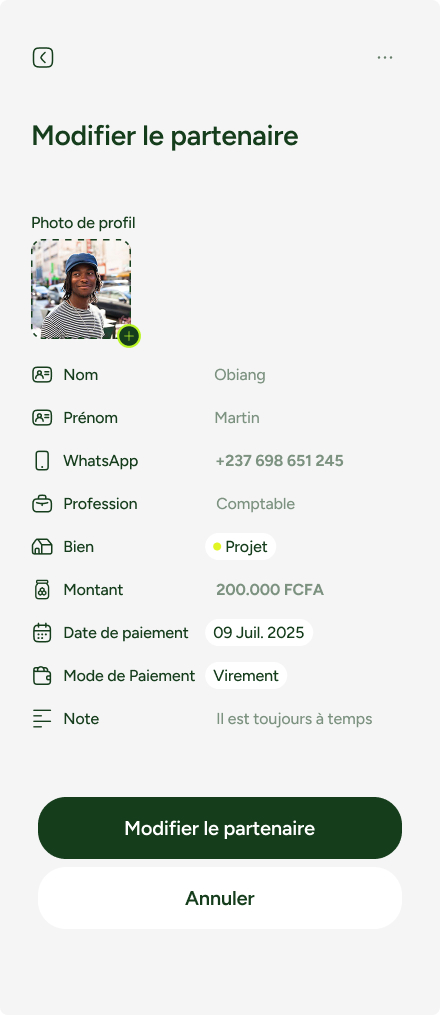 Modifier le partenaire
Photo de profil
Nom Obiang
Prénom Martin
WhatsApp +237 698 651 245
Profession Comptable
Bien Projet
Montant 200.000 FCFA
Date de paiement 09 Juil. 2025
Mode de Paiement Virement
Note Il est toujours à temps
Modifier le partenaire
Annuler